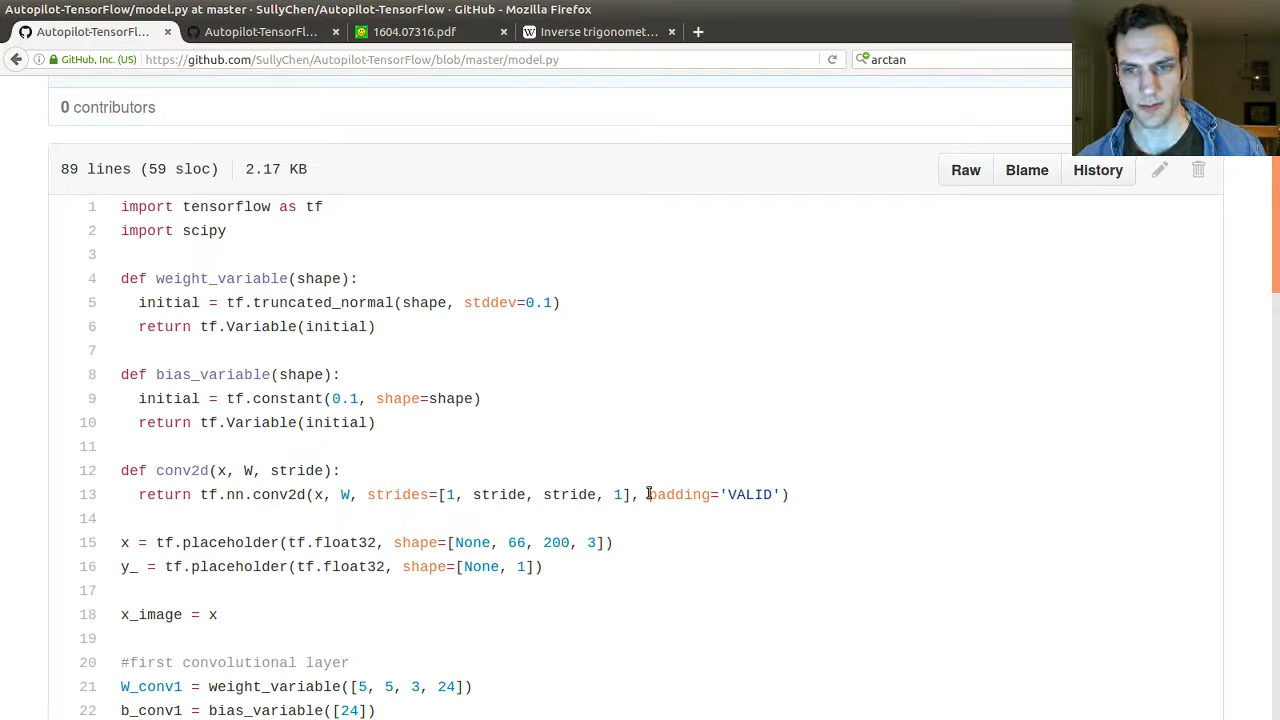 Autopilot-TensorFlow/model.py at master · SullyChen/Autopilot-TensorFlow · GitHub - Mozilla Firefox
Autopilot-TensorFl... × Autopilot-TensorFl... × 1604.07316.pdf × W Inverse trigonomet... × +
GitHub, Inc. (US) https://github.com/SullyChen/Autopilot-TensorFlow/blob/master/model.py arctan
0 contributors
89 lines (59 sloc) 2.17 KB Raw Blame History
1 import tensorflow as tf
2 import scipy
3
4 def weight_variable(shape):
5 initial = tf.truncated_normal(shape, stddev=0.1)
6 return tf.Variable(initial)
7
8 def bias_variable(shape):
9 initial = tf.constant(0.1, shape=shape)
10 return tf.Variable(initial)
11
12 def conv2d(x, W, stride):
13 return tf.nn.conv2d(x, W, strides=[1, stride, stride, 1], padding='VALID')
14
15 x = tf.placeholder(tf.float32, shape=[None, 66, 200, 3])
16 y_ = tf.placeholder(tf.float32, shape=[None, 1])
17
18 x_image = x
19
20 #first convolutional layer
21 W_conv1 = weight_variable([5, 5, 3, 24])
22 b_conv1 = bias_variable([24])